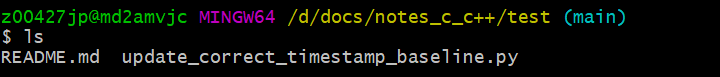 z00427jp@md2amvjc MINGW64 /d/docs/notes_c_c++/test (main)
$ ls
README.md  update_correct_timestamp_baseline.py